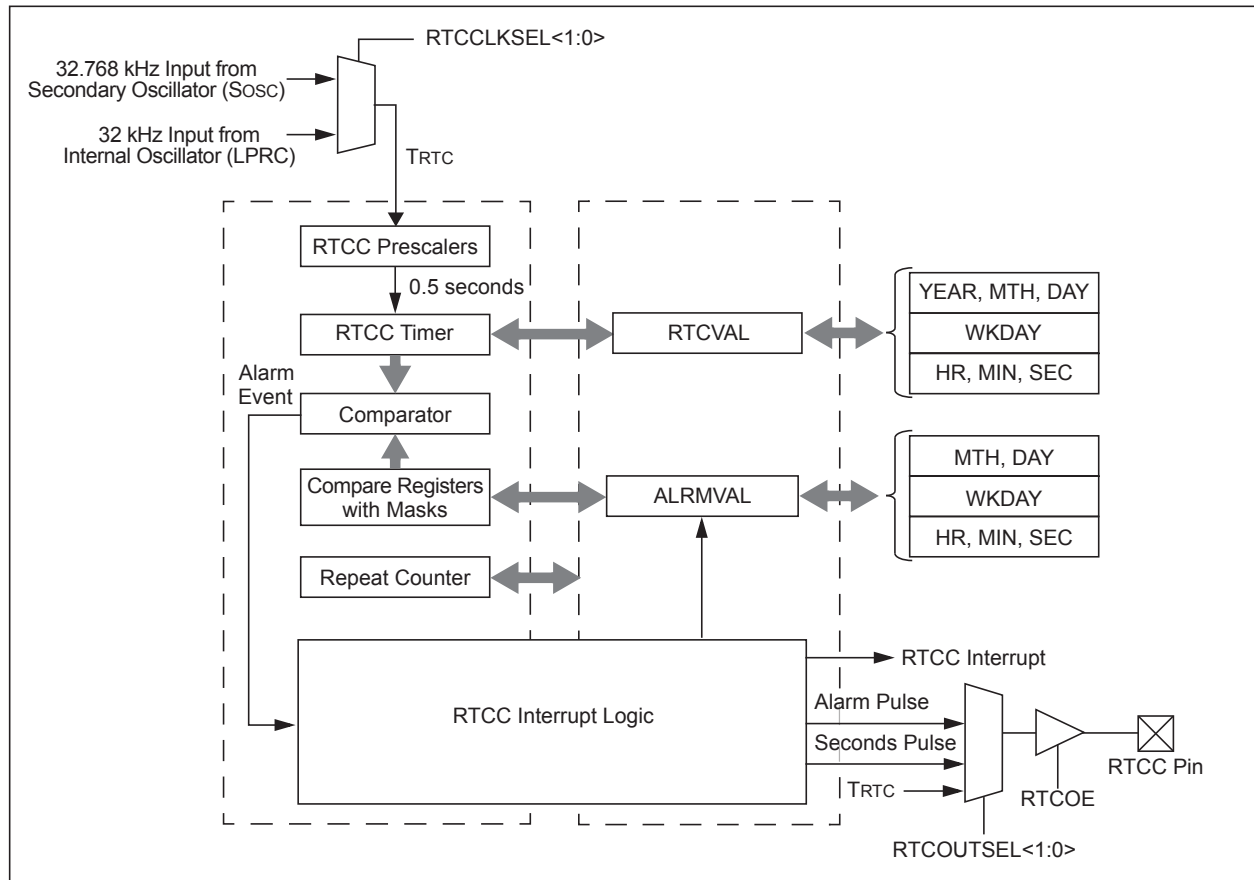 RTCCLKSEL<1:0>
32.768 kHz Input from
Secondary Oscillator (SOSC)
32 kHz Input from
Internal Oscillator (LPRC)
TRTC
RTCC Prescalers
0.5 seconds
RTCC Timer
RTCVAL
YEAR, MTH, DAY
WKDAY
HR, MIN, SEC
Alarm
Event
Comparator
Compare Registers
with Masks
ALRMVAL
MTH, DAY
WKDAY
HR, MIN, SEC
Repeat Counter
RTCC Interrupt Logic
RTCC Interrupt
Alarm Pulse
Seconds Pulse
TRTC
RTCOE
RTCC Pin
RTCOUTSEL<1:0>